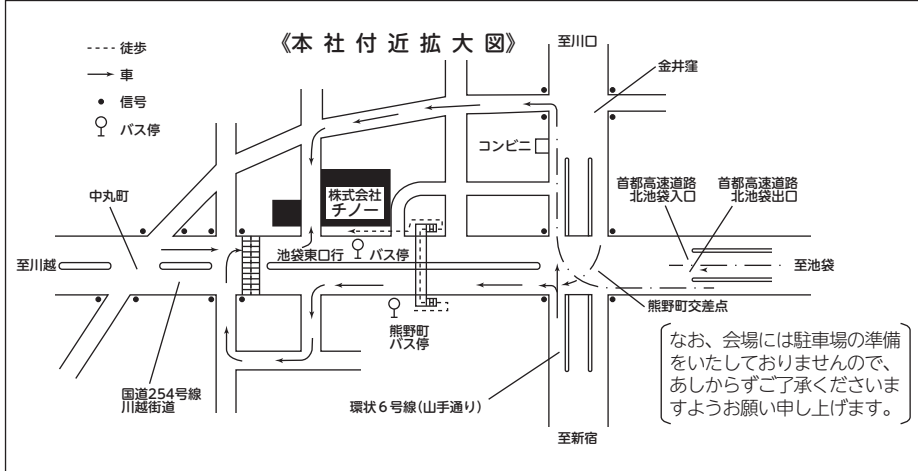 《本社付近拡大図》
徒歩
車
信号
バス停
至川口
金井窪
コンビニ
株式会社
チノー
中丸町
首都高速道路
北池袋入口
首都高速道路
北池袋出口
池袋東口行
バス停
至川越
至池袋
熊野町
バス停
熊野町交差点
なお、会場には駐車場の準備
をいたしておりませんので、
あしからずご了承くださいま
すようお願い申し上げます。
国道254号線
川越街道
環状6号線(山手通り)
至新宿